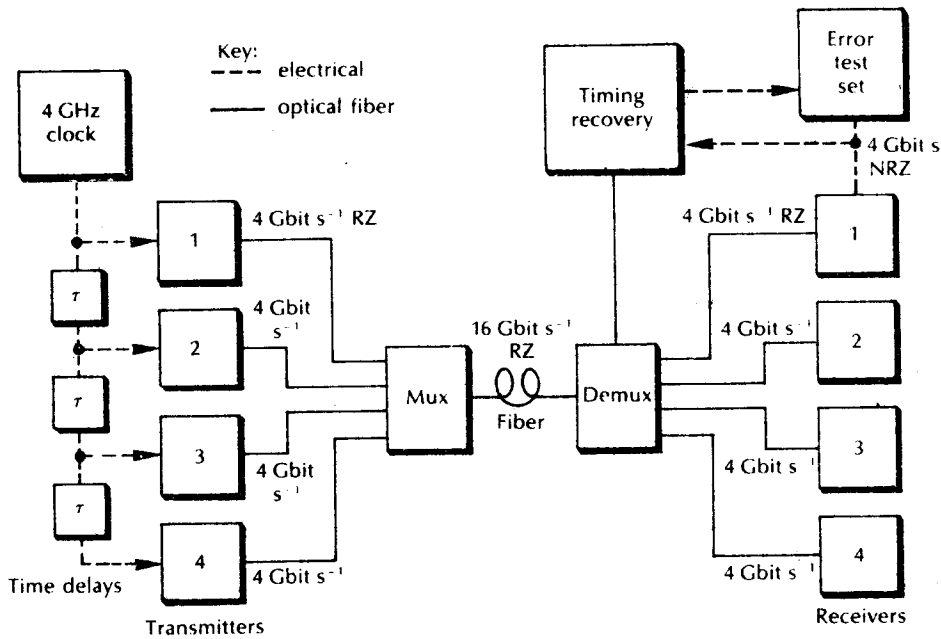 Key:
electrical
optical fiber
4 GHz
clock
Timing
recovery
Error
test
set
4 Gbit s
NRZ
4 Gbit s⁻¹ RZ
1
τ
4 Gbit
s⁻¹
2
τ
3
4 Gbit
s⁻¹
τ
4
4 Gbit s⁻¹
Time delays
Transmitters
Mux
16 Gbit s⁻¹
RZ
Fiber
Demux
4 Gbit s⁻¹ RZ
1
4 Gbit s⁻¹
2
3
4 Gbit s⁻¹
4
4 Gbit s⁻¹
Receivers